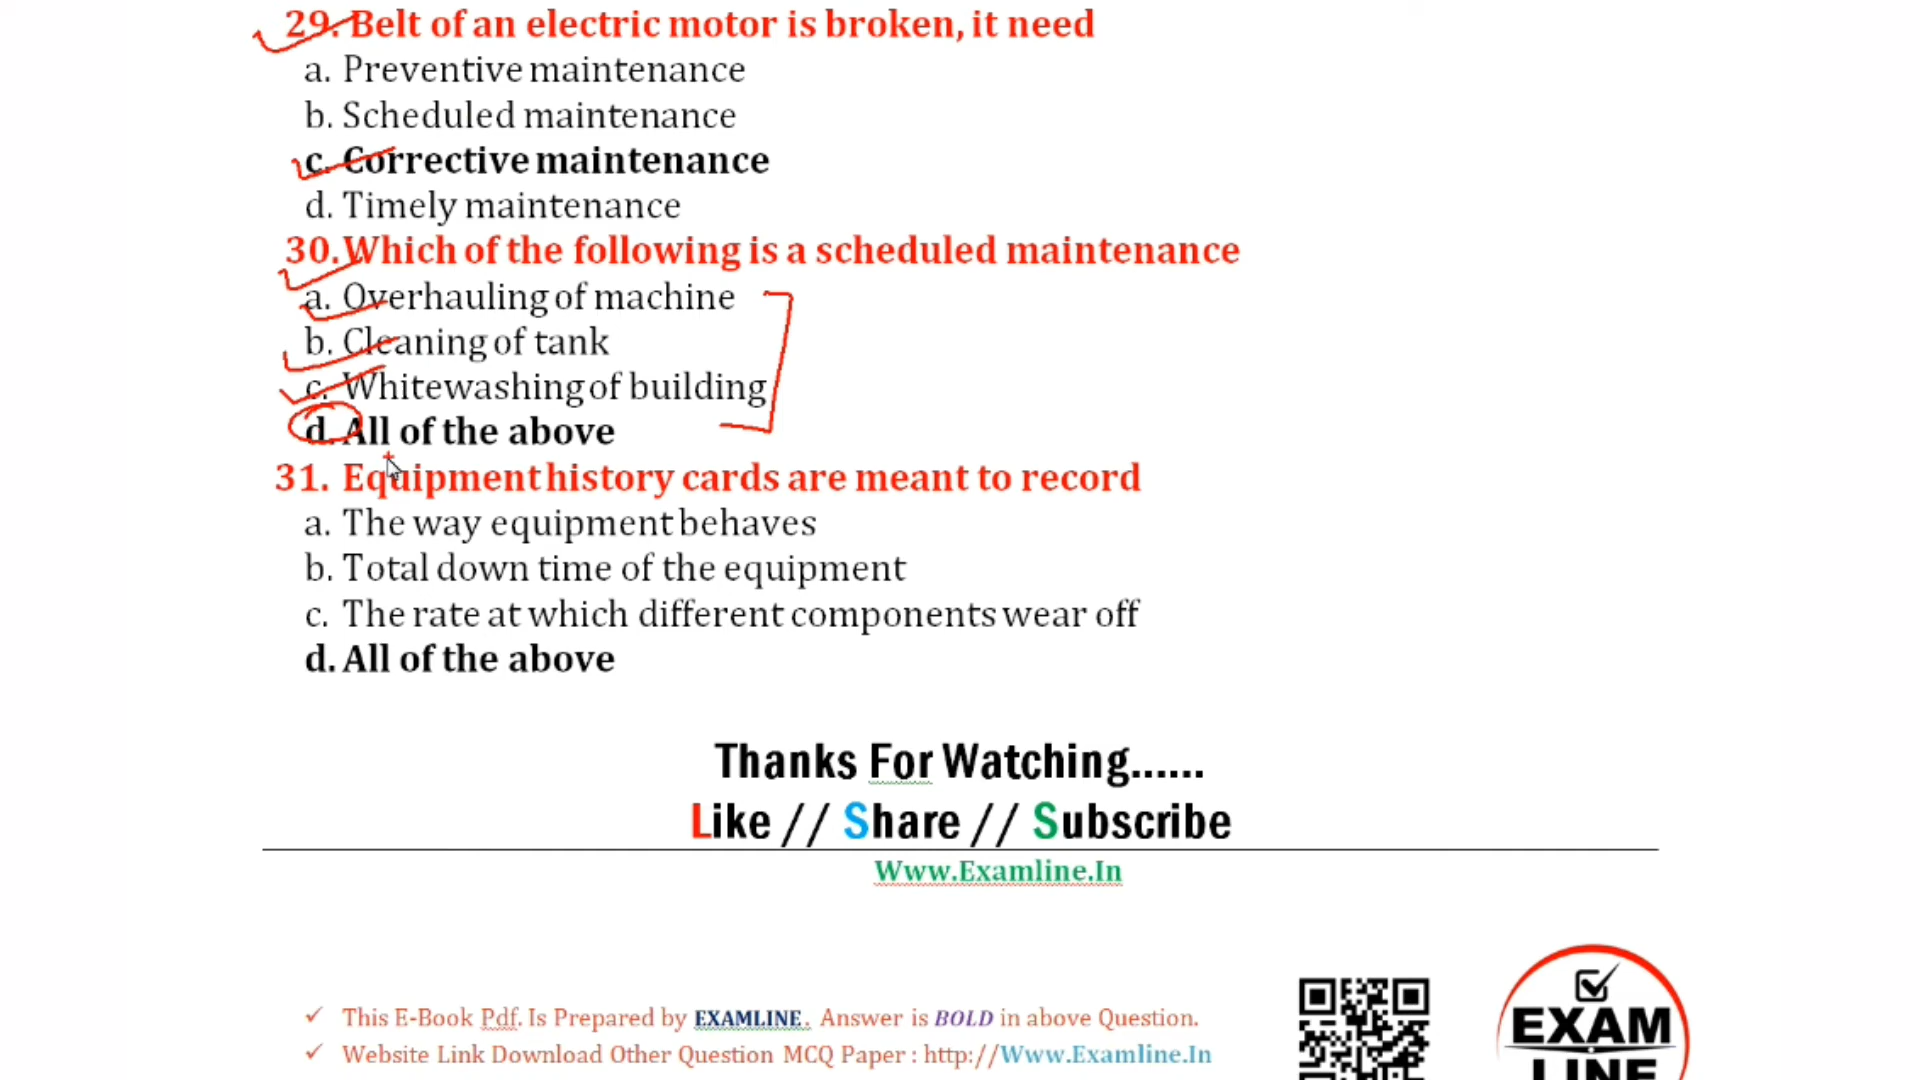 29. Belt of an electric motor is broken, it need
a. Preventive maintenance
b. Scheduled maintenance
c. Corrective maintenance
d. Timely maintenance
30.Which of the following is a scheduled maintenance
a. Overhauling of machine
b. Cleaning of tank
c. Whitewashing of building
d. All of the above
31. Equipment history cards are meant to record
a. The way equipment behaves
b. Total down time of the equipment
c. The rate at which different components wear off
d. All of the above
Thanks For Watching......
Like // Share // Subscribe
Www.Examline.In
✓ This E-Book Pdf. Is Prepared by EXAMLINE. Answer is BOLD in above Question.
✓ Website Link Download Other Question MCQ Paper : http://Www.Examline.In
EXAM
LINE